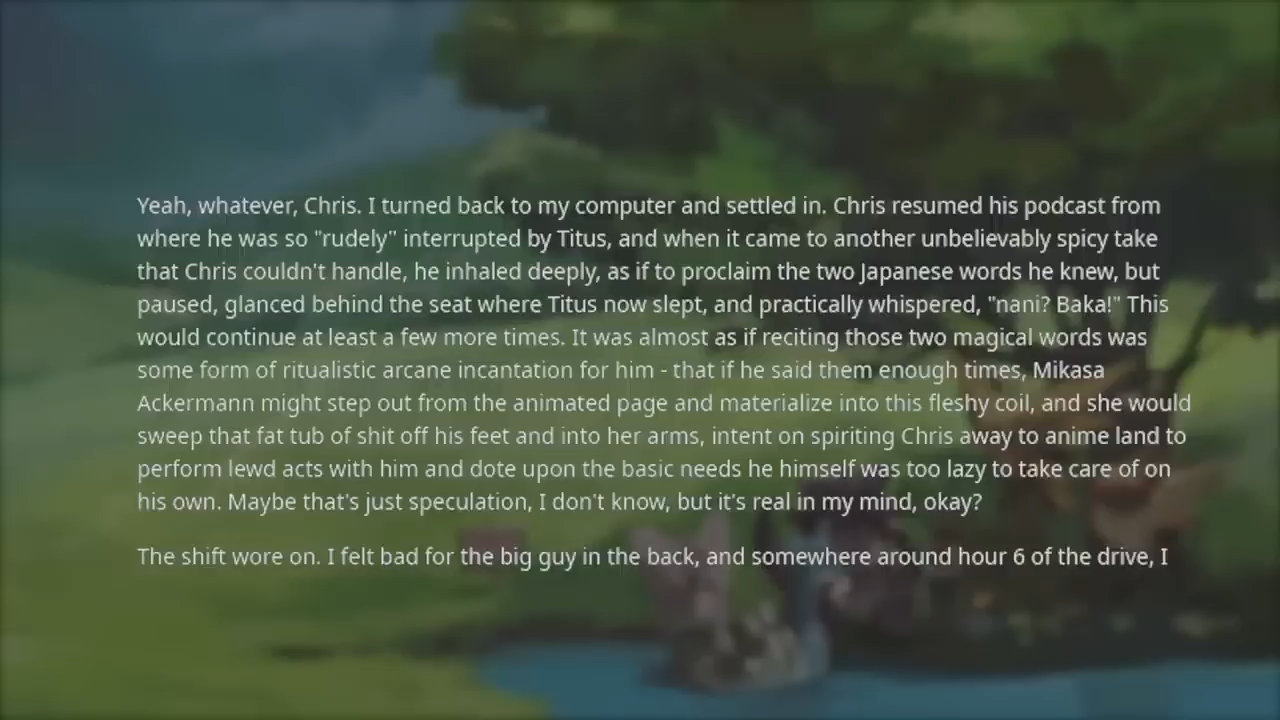 Yeah, whatever, Chris. I turned back to my computer and settled in. Chris resumed his podcast from
where he was so "rudely" interrupted by Titus, and when it came to another unbelievably spicy take
that Chris couldn't handle, he inhaled deeply, as if to proclaim the two Japanese words he knew, but
paused, glanced behind the seat where Titus now slept, and practically whispered, "nani? Baka!" This
would continue at least a few more times. It was almost as if reciting those two magical words was
some form of ritualistic arcane incantation for him - that if he said them enough times, Mikasa
Ackermann might step out from the animated page and materialize into this fleshy coil, and she would
sweep that fat tub of shit off his feet and into her arms, intent on spiriting Chris away to anime land to
perform lewd acts with him and dote upon the basic needs he himself was too lazy to take care of on
his own. Maybe that's just speculation, I don't know, but it's real in my mind, okay?
The shift wore on. I felt bad for the big guy in the back, and somewhere around hour 6 of the drive, I